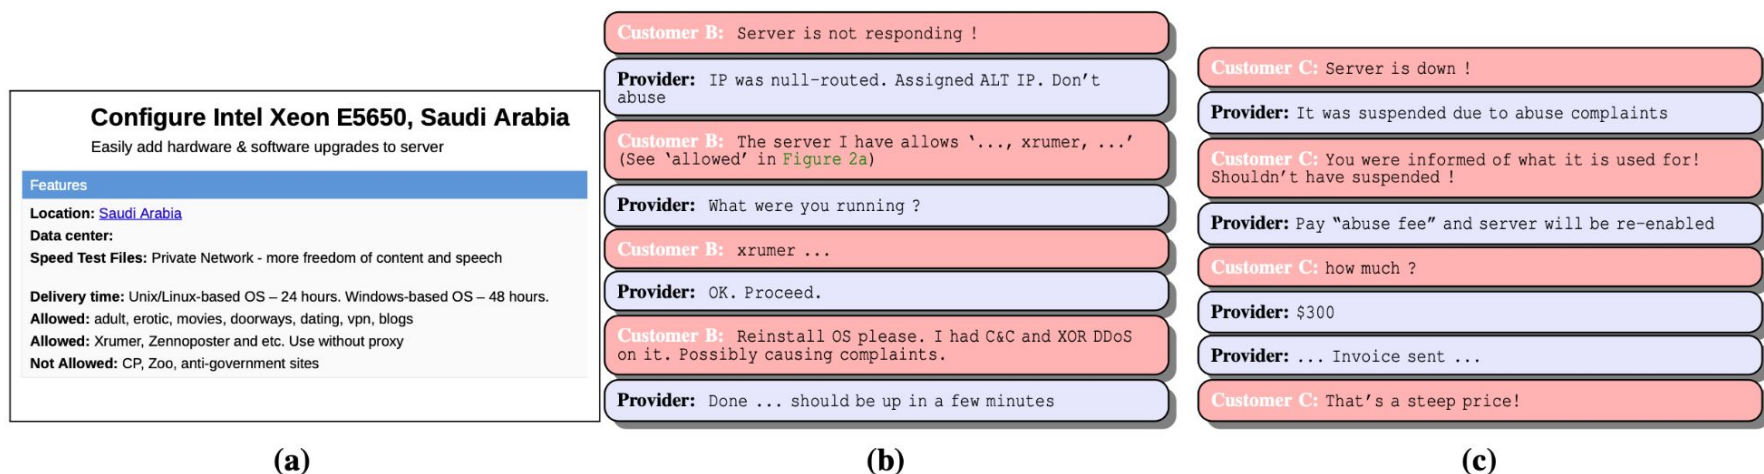 Configure Intel Xeon E5650, Saudi Arabia
Easily add hardware & software upgrades to server
Features
Location: Saudi Arabia
Data center:
Speed Test Files: Private Network - more freedom of content and speech
Delivery time: Unix/Linux-based OS – 24 hours. Windows-based OS – 48 hours.
Allowed: adult, erotic, movies, doorways, dating, vpn, blogs
Allowed: Xrumer, Zennoposter and etc. Use without proxy
Not Allowed: CP, Zoo, anti-government sites
(a)
Customer B: Server is not responding !
Provider: IP was null-routed. Assigned ALT IP. Don't
abuse
Customer B: The server I have allows '..., xrumer, ...'
(See 'allowed' in Figure 2a)
Provider: What were you running ?
Customer B: xrumer ...
Provider: OK. Proceed.
Customer B: Reinstall OS please. I had C&C and XOR DDoS
on it. Possibly causing complaints.
Provider: Done ... should be up in a few minutes
(b)
Customer C: Server is down !
Provider: It was suspended due to abuse complaints
Customer C: You were informed of what it is used for!
Shouldn't have suspended !
Provider: Pay "abuse fee" and server will be re-enabled
Customer C: how much ?
Provider: $300
Provider: ... Invoice sent ...
Customer C: That's a steep price!
(c)